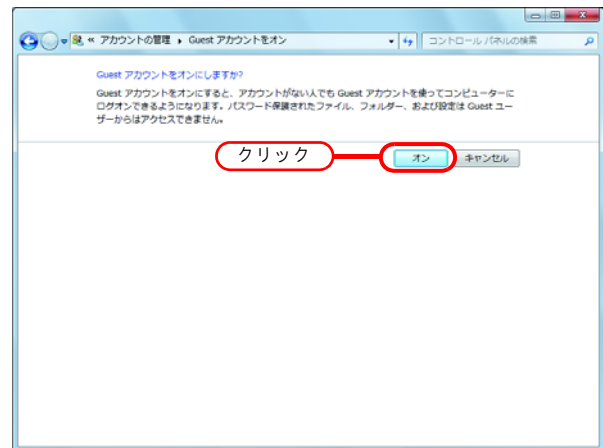 « アカウントの管理 ▸ Guest アカウントをオン
コントロール パネルの検索
Guest アカウントをオンにしますか?
Guest アカウントをオンにすると、アカウントがない人でも Guest アカウントを使ってコンピューターに
ログオンできるようになります。パスワード保護されたファイル、フォルダー、および設定は Guest ユー
ザーからはアクセスできません。
クリック
オン
キャンセル